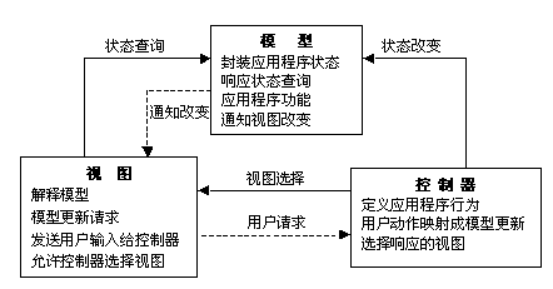 模 型
封装应用程序状态
响应状态查询
应用程序功能
通知视图改变
状态查询
状态改变
通知改变
视 图
解释模型
模型更新请求
发送用户输入给控制器
允许控制器选择视图
视图选择
用户请求
控 制 器
定义应用程序行为
用户动作映射成模型更新
选择响应的视图